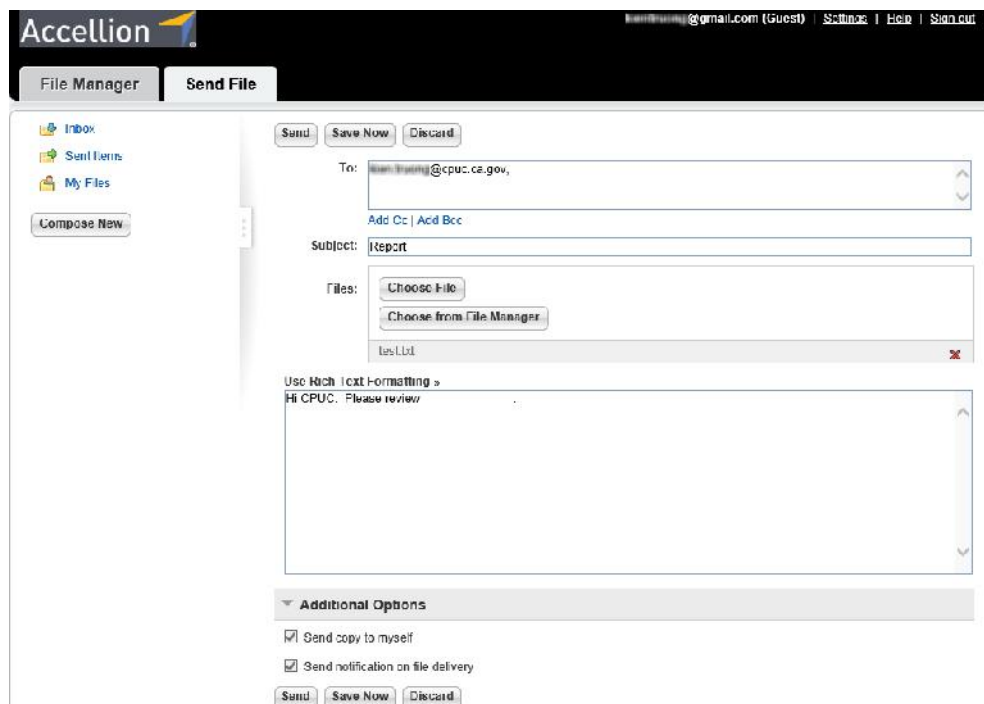 Accellion
@gmail.com (Guest) | Settings | Help | Sign out
File Manager
Send File
Inbox
Sent Items
My Files
Compose New
Send
Save Now
Discard
To:
@cpuc.ca.gov,
Add Cc | Add Bcc
Subject:
Report
Files:
Choose File
Choose from File Manager
test.txt
Use Rich Text Formatting »
Hi CPUC. Please review .
Additional Options
Send copy to myself
Send notification on file delivery
Send
Save Now
Discard